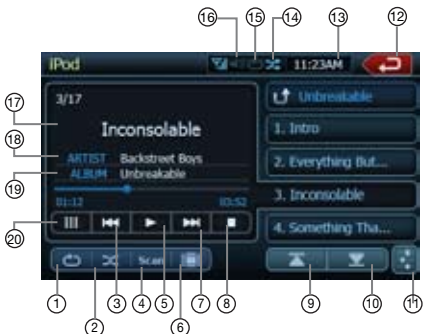 16 15 14 13 12
iPod 11:23AM
17
3/17
Inconsolable
18
ARTIST Backstreet Boys
19
ALBUM Unbreakable
01:12 03:52
20
Unbreakable
1. Intro
2. Everything But...
3. Inconsolable
4. Something Tha...
Scan
1 2 3 4 5 6 7 8 9 10 11